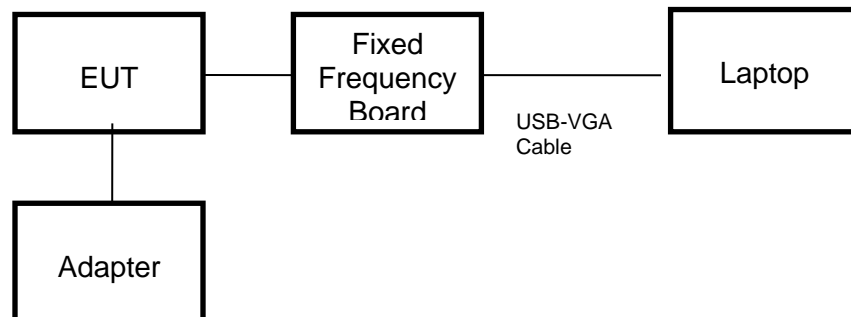 EUT
Fixed
Frequency
Board
Laptop
USB-VGA
Cable
Adapter